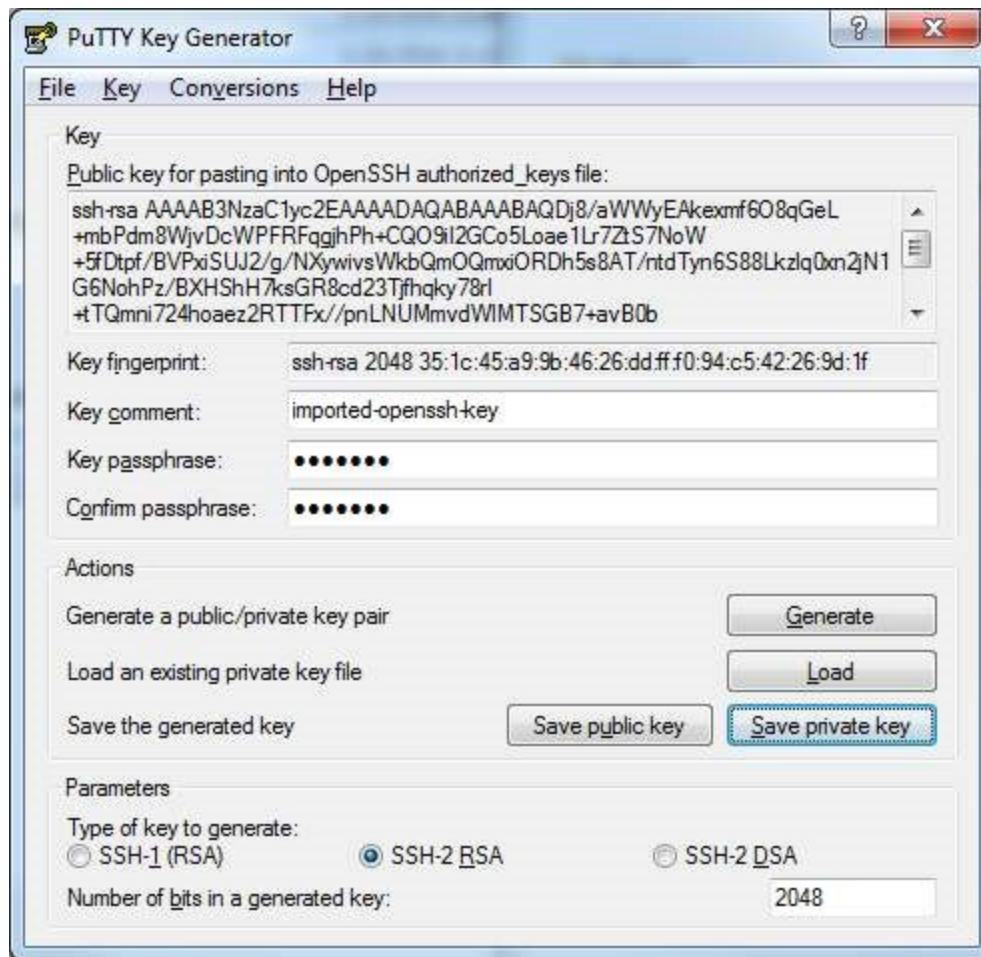 PuTTY Key Generator
File Key Conversions Help
Key
Public key for pasting into OpenSSH authorized_keys file:
ssh-rsa AAAAB3NzaC1yc2EAAAADAQABAAABAQDj8/aWWyEAkexmf6O8qGeL
+mbPdm8WjvDcWPFRFqgjhPh+CQO9iI2GCo5Loae1Lr7ZtS7NoW
+5fDtpf/BVPxiSUJ2/g/NXywivsWkbQmOQmxiORDh5s8AT/ntdTyn6S88LkzIq0xn2jN1
G6NohPz/BXHShH7ksGR8cd23Tjfhqky78rI
+tTQmni724hoaez2RTTFx//pnLNUMmvdWIMTSGB7+avB0b
Key fingerprint: ssh-rsa 2048 35:1c:45:a9:9b:46:26:dd:ff:f0:94:c5:42:26:9d:1f
Key comment: imported-openssh-key
Key passphrase: •••••••
Confirm passphrase: •••••••
Actions
Generate a public/private key pair Generate
Load an existing private key file Load
Save the generated key Save public key Save private key
Parameters
Type of key to generate:
SSH-1 (RSA) SSH-2 RSA SSH-2 DSA
Number of bits in a generated key: 2048